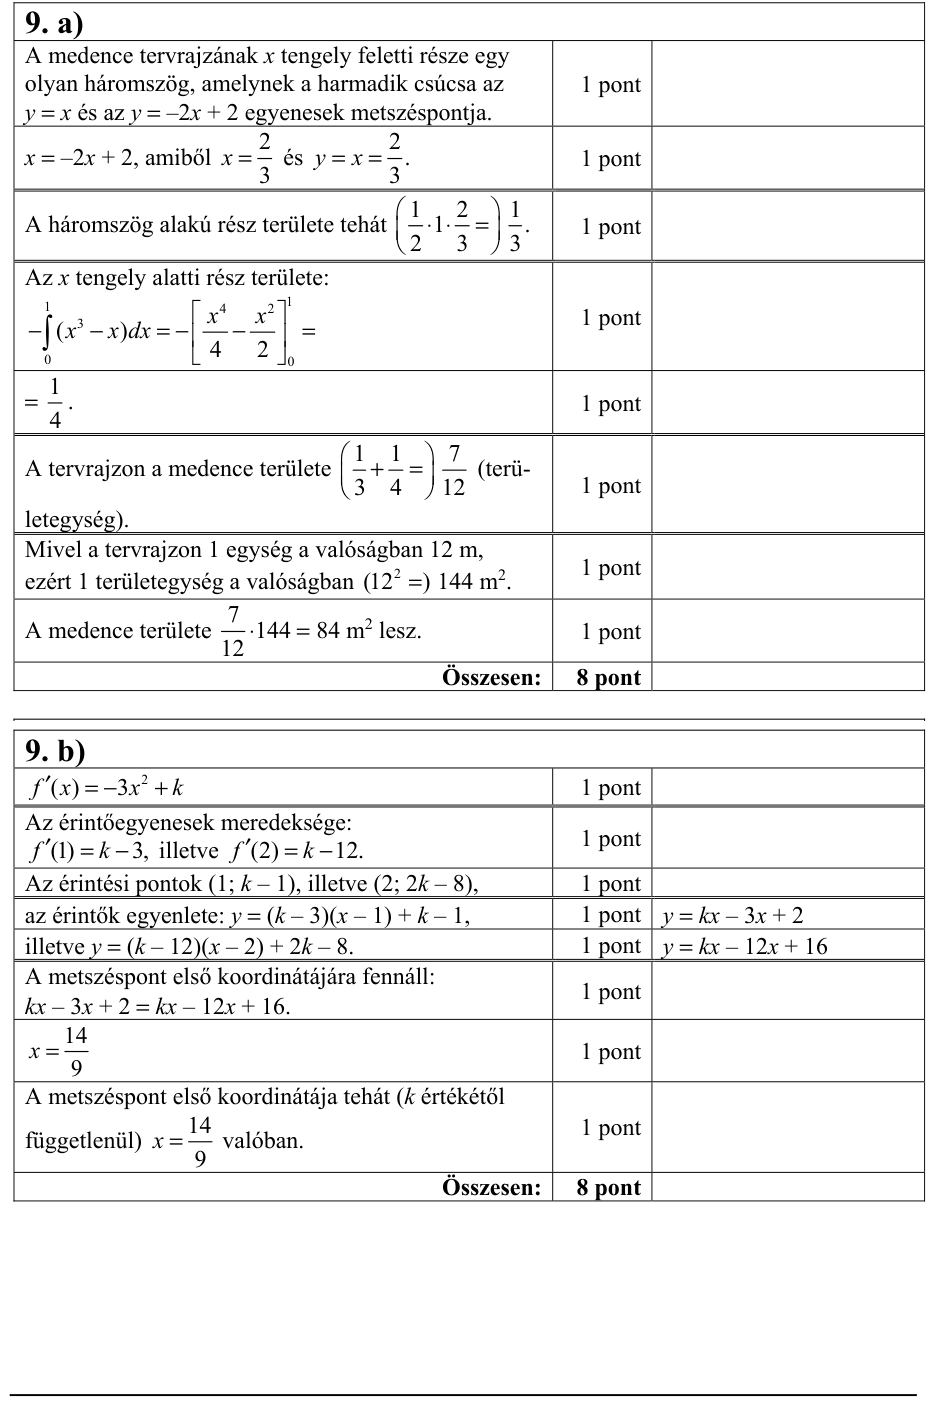 9. a)
A medence tervrajzának x tengely feletti része egy
olyan háromszög, amelynek a harmadik csúcsa az
y = x és az y = –2x + 2 egyenesek metszéspontja.
1 pont
x = –2x + 2, amiből x = 2/3 és y = x = 2/3.
1 pont
A háromszög alakú rész területe tehát (1/2 · 1 · 2/3 =) 1/3.
1 pont
Az x tengely alatti rész területe:
–∫₀¹ (x³ – x)dx = –[x⁴/4 – x²/2]₀¹ =
1 pont
= 1/4.
1 pont
A tervrajzon a medence területe (1/3 + 1/4 =) 7/12 (terü-
letegység).
1 pont
Mivel a tervrajzon 1 egység a valóságban 12 m,
ezért 1 területegység a valóságban (12² =) 144 m².
1 pont
A medence területe 7/12 · 144 = 84 m² lesz.
1 pont
Összesen: 8 pont
9. b)
f′(x) = –3x² + k
1 pont
Az érintőegyenesek meredeksége:
f′(1) = k – 3, illetve f′(2) = k – 12.
1 pont
Az érintési pontok (1; k – 1), illetve (2; 2k – 8),
1 pont
az érintők egyenlete: y = (k – 3)(x – 1) + k – 1,
1 pont
y = kx – 3x + 2
illetve y = (k – 12)(x – 2) + 2k – 8.
1 pont
y = kx – 12x + 16
A metszéspont első koordinátájára fennáll:
kx – 3x + 2 = kx – 12x + 16.
1 pont
x = 14/9
1 pont
A metszéspont első koordinátája tehát (k értékétől
függetlenül) x = 14/9 valóban.
1 pont
Összesen: 8 pont